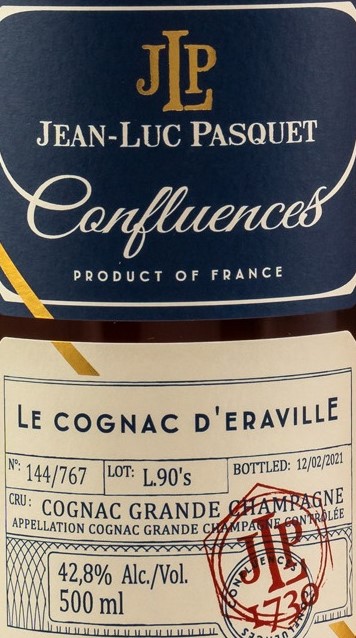 JLP
JEAN-LUC PASQUET
Confluences
PRODUCT OF FRANCE
LE COGNAC D'ERAVILLE
N°: 144/767 LOT: L.90's BOTTLED: 12/02/2021
CRU: COGNAC GRANDE CHAMPAGNE
APPELLATION COGNAC GRANDE CHAMPAGNE CONTRÔLÉE
42,8% Alc./Vol.
500 ml
JLP
CONFLUENCES
1730